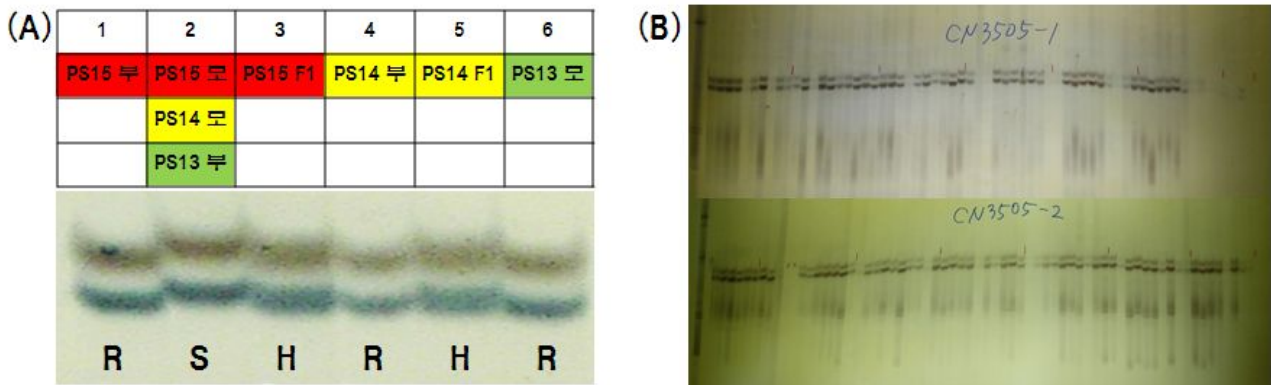 (A)
1 2 3 4 5 6
PS15 부 PS15 모 PS15 F1 PS14 부 PS14 F1 PS13 모
PS14 모
PS13 부
R S H R H R
(B)
CN3505-1
CN3505-2